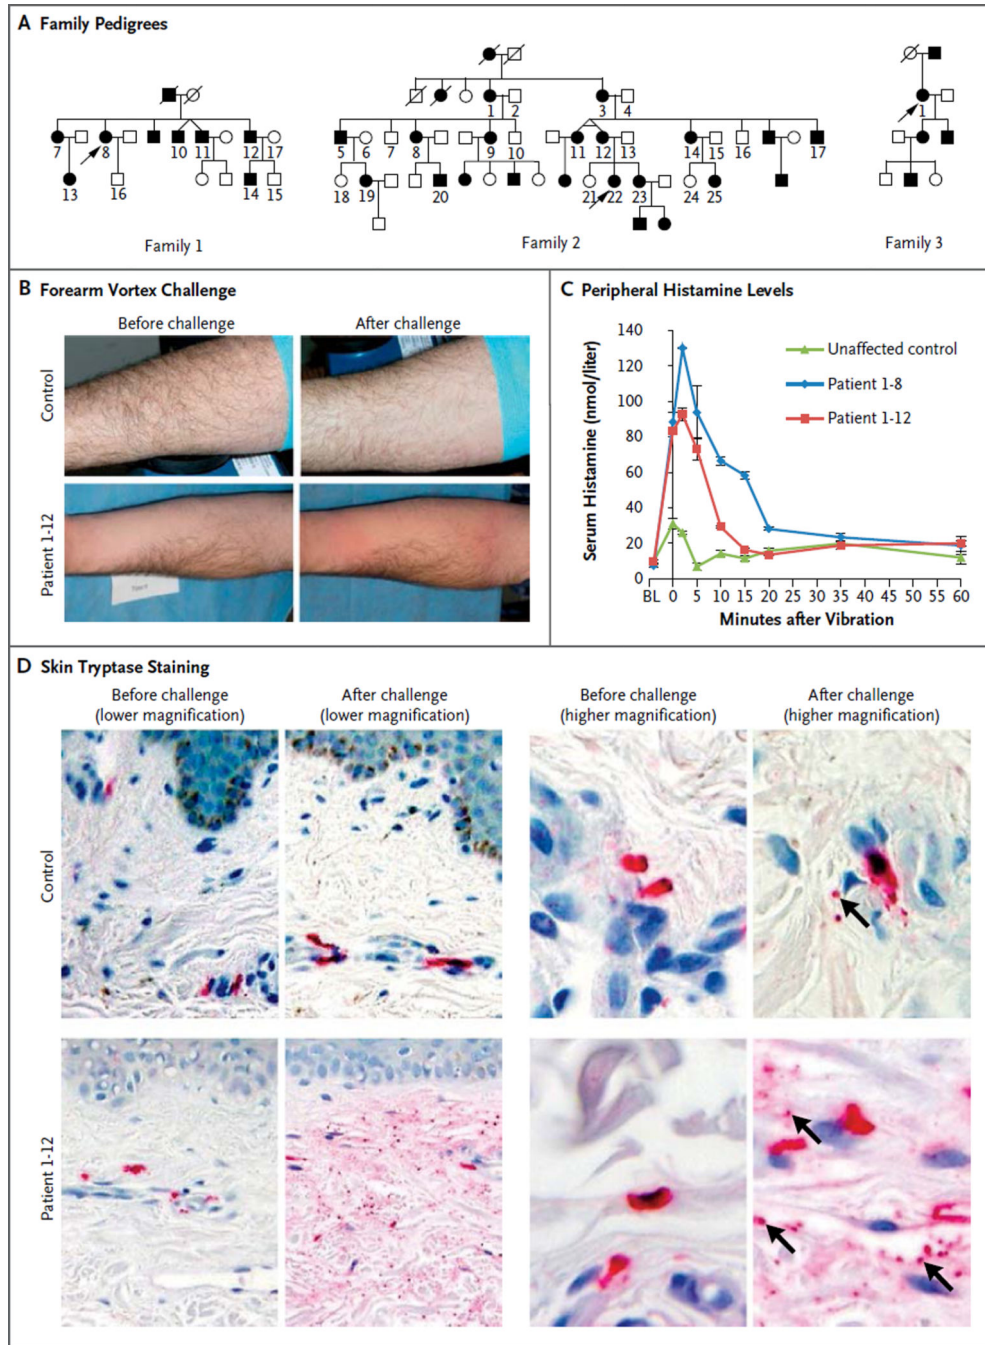 A Family Pedigrees
1 2 3 4 1
7 8 10 11 12 17 5 6 7 8 9 10 11 12 13 14 15 16 17
13 16 14 15 18 19 20 21 22 23 24 25
Family 1 Family 2 Family 3
B Forearm Vortex Challenge
Before challenge After challenge
Control
Patient 1-12
C Peripheral Histamine Levels
Serum Histamine (nmol/liter)
140
120
100
80
60
40
20
0
Unaffected control
Patient 1-8
Patient 1-12
BL 0 5 10 15 20 25 30 35 40 45 50 55 60
Minutes after Vibration
D Skin Tryptase Staining
Before challenge After challenge Before challenge After challenge
(lower magnification) (lower magnification) (higher magnification) (higher magnification)
Control
Patient 1-12